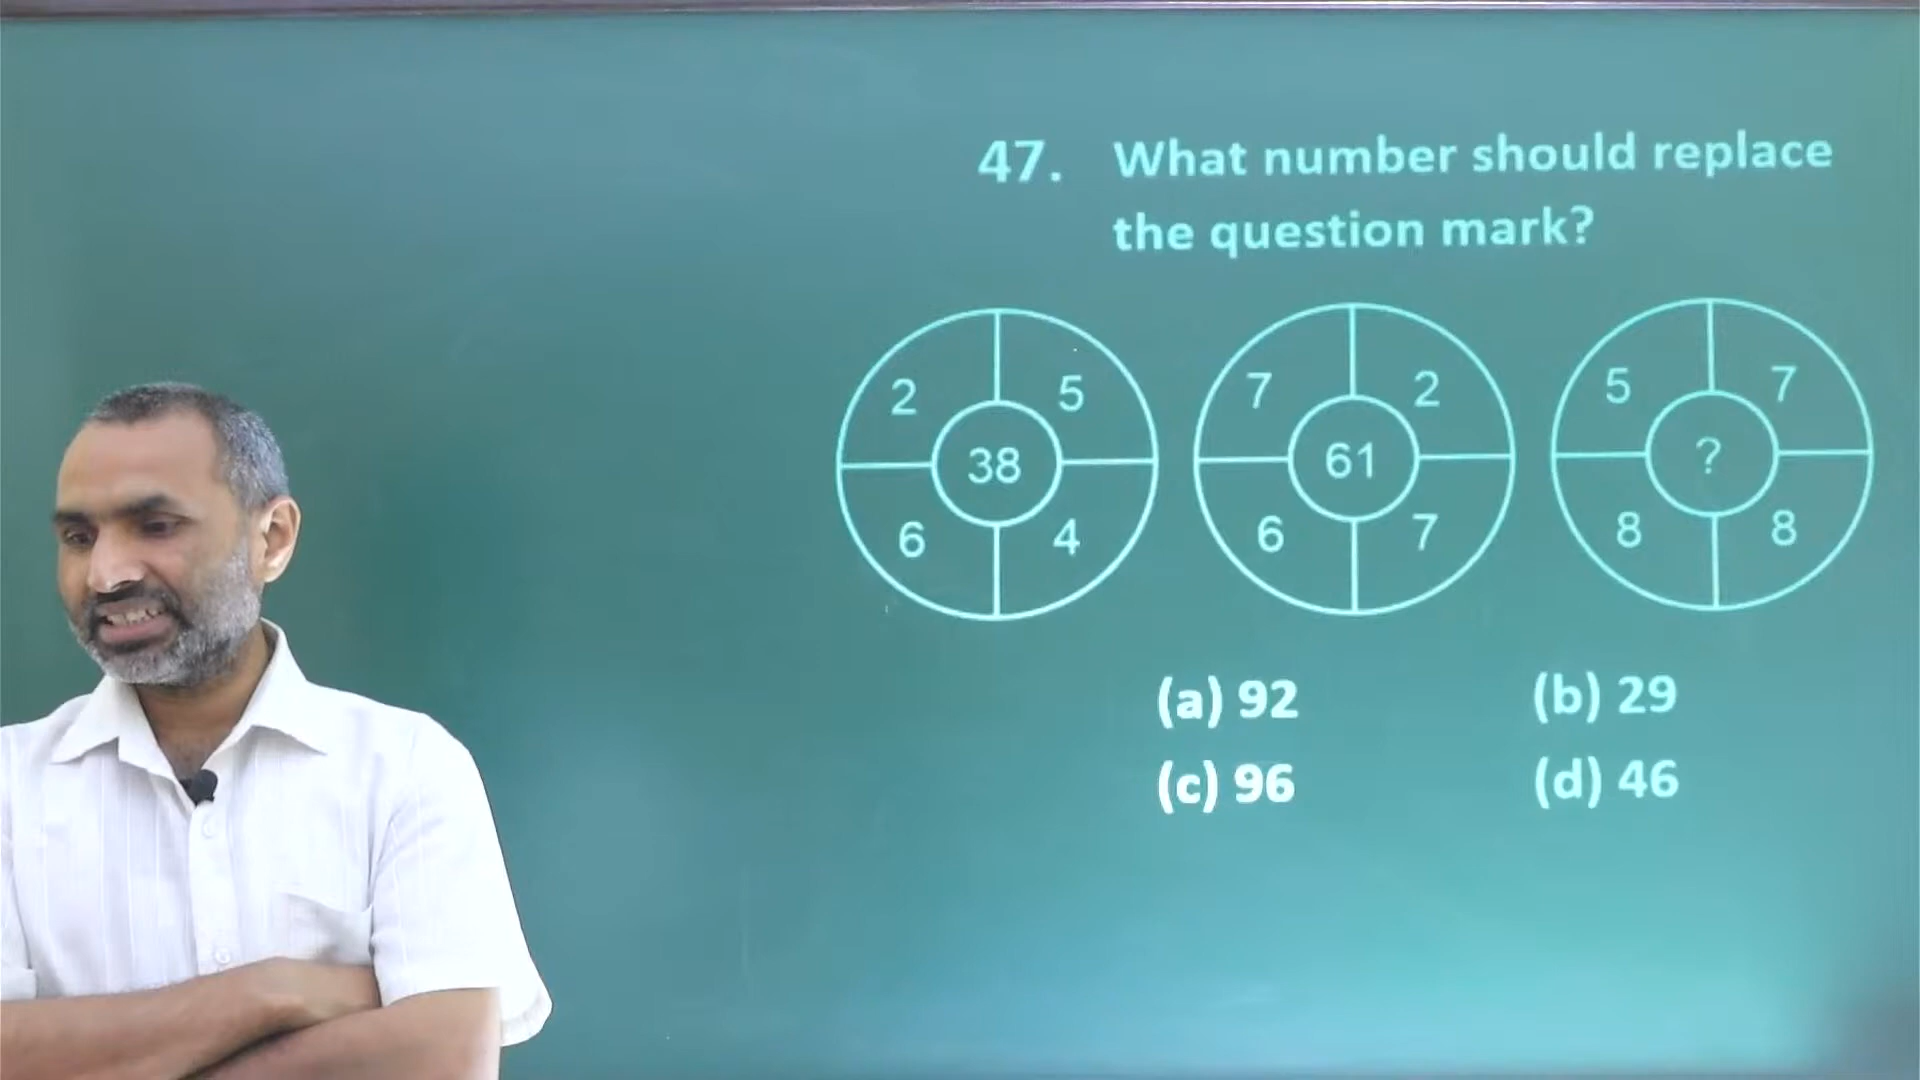 47. What number should replace
the question mark?
2 5
38
6 4
7 2
61
6 7
5 7
?
8 8
(a) 92 (b) 29
(c) 96 (d) 46